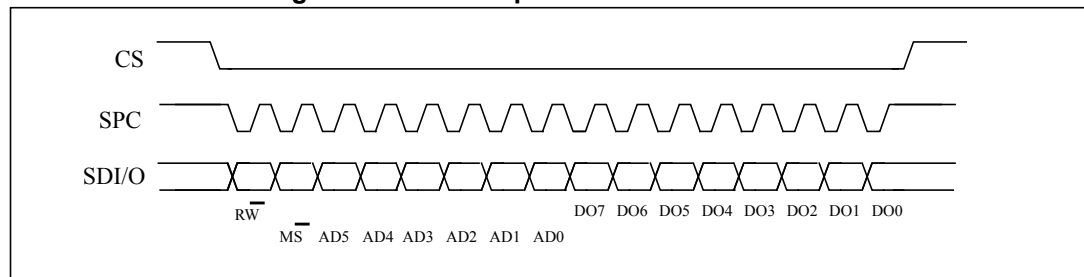 CS
SPC
SDI/O
RW
DO7 DO6 DO5 DO4 DO3 DO2 DO1 DO0
MS AD5 AD4 AD3 AD2 AD1 AD0